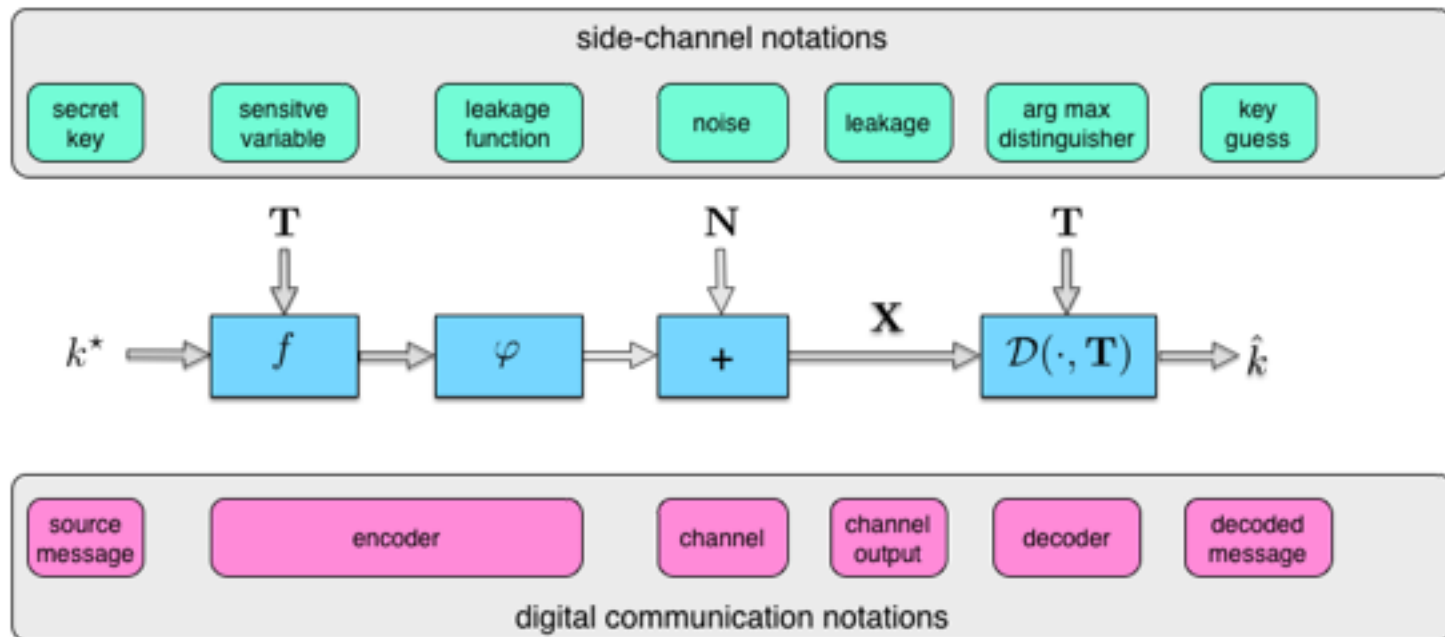 side-channel notations
secret key
sensitve variable
leakage function
noise
leakage
arg max distinguisher
key guess
T
N
T
X
k⋆
f
φ
+
D(·, T)
k̂
source message
encoder
channel
channel output
decoder
decoded message
digital communication notations